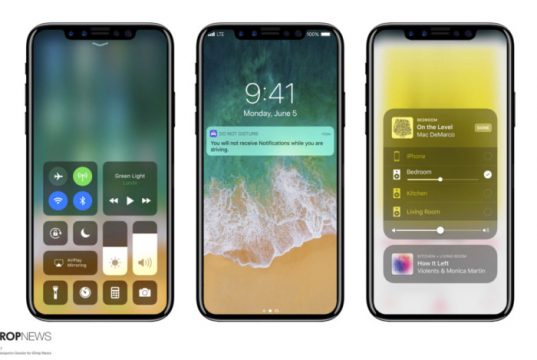 Green Light
Lorde
AirPlay
Mirroring
LTE
100%
9:41
Monday, June 5
DO NOT DISTURB
You will not receive Notifications while you are
driving.
BEDROOM
On the Level
Mac DeMarco
DONE
iPhone
Bedroom
Kitchen
Living Room
KITCHEN + LIVING ROOM
How It Left
Violents & Monica Martin
ROPNEWS